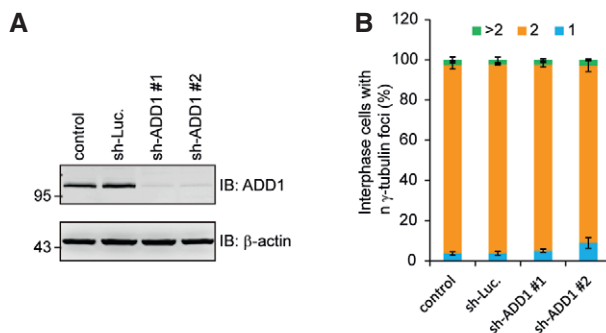 A
control
sh-Luc.
sh-ADD1 #1
sh-ADD1 #2
95
IB: ADD1
43
IB: β-actin
B
>2 2 1
Interphase cells with
n γ-tubulin foci (%)
120
100
80
60
40
20
0
control
sh-Luc.
sh-ADD1 #1
sh-ADD1 #2